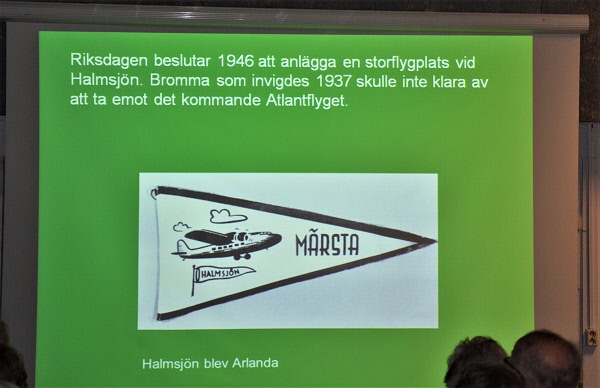 Riksdagen beslutar 1946 att anlägga en storflygplats vid
Halmsjön. Bromma som invigdes 1937 skulle inte klara av
att ta emot det kommande Atlantflyget.
MÄRSTA
HALMSJÖN
Halmsjön blev Arlanda